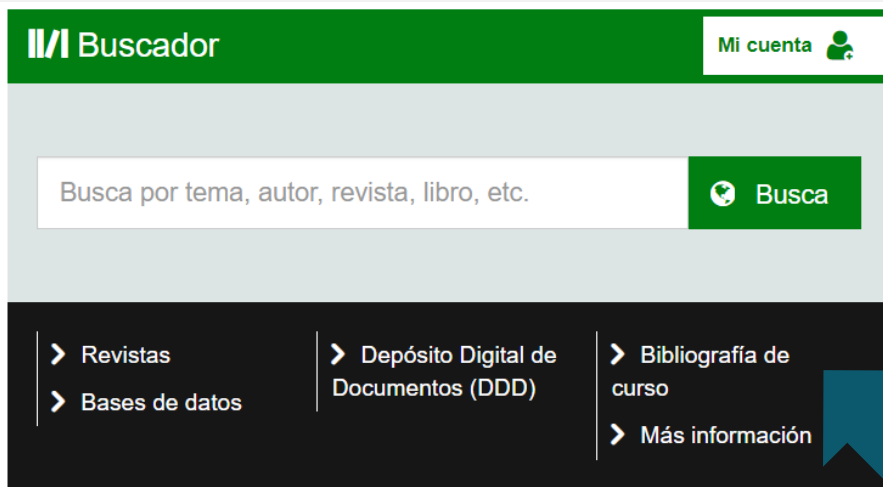 Buscador
Mi cuenta
Busca por tema, autor, revista, libro, etc.
Busca
Revistas
Bases de datos
Depósito Digital de
Documentos (DDD)
Bibliografía de
curso
Más información